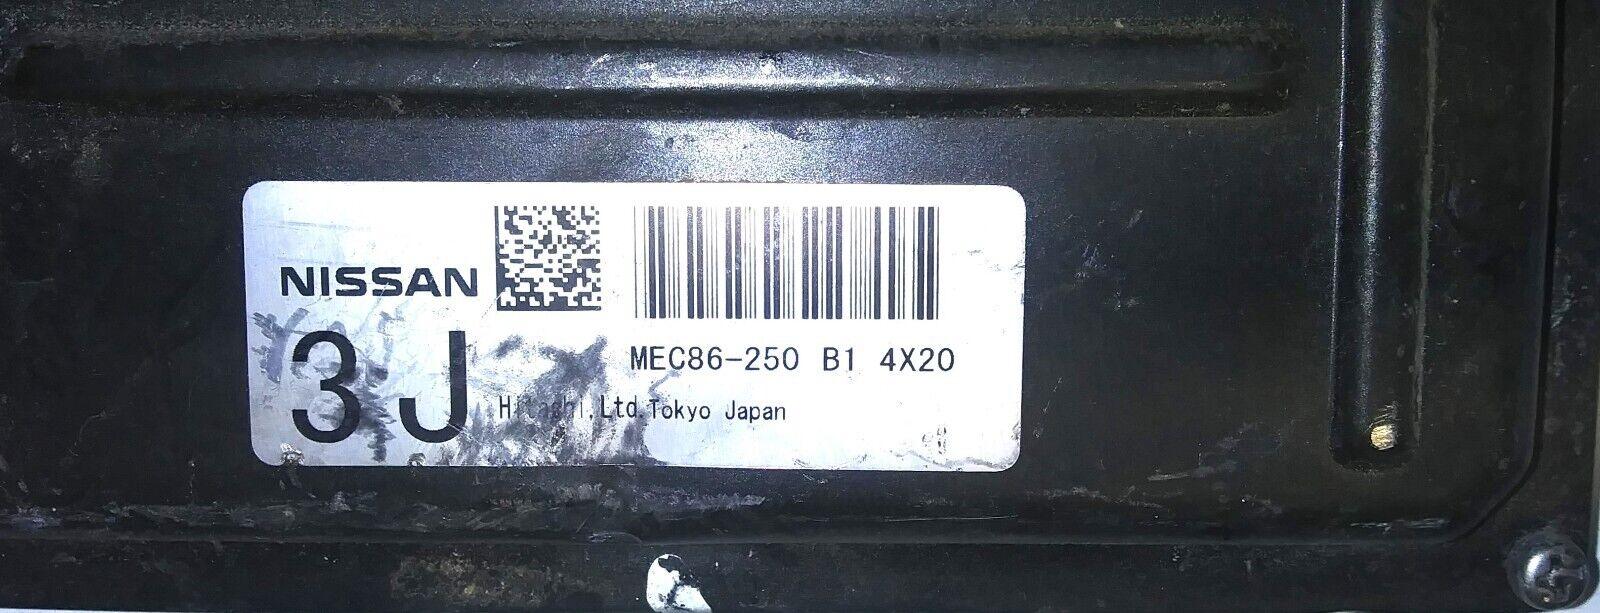 NISSAN
3J
MEC86-250 B1 4X20
Hitachi,Ltd.Tokyo Japan